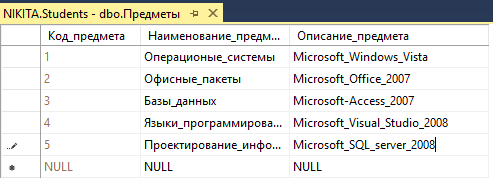 NIKITA.Students - dbo.Предметы
Код_предмета Наименование_предм... Описание_предмета
1 Операционые_системы Microsoft_Windows_Vista
2 Офисные_пакеты Microsoft_Office_2007
3 Базы_данных Microsoft-Access_2007
4 Языки_программирова... Microsoft_Visual_Studio_2008
5 Проектирование_инфо... Microsoft_SQL_server_2008
NULL NULL NULL